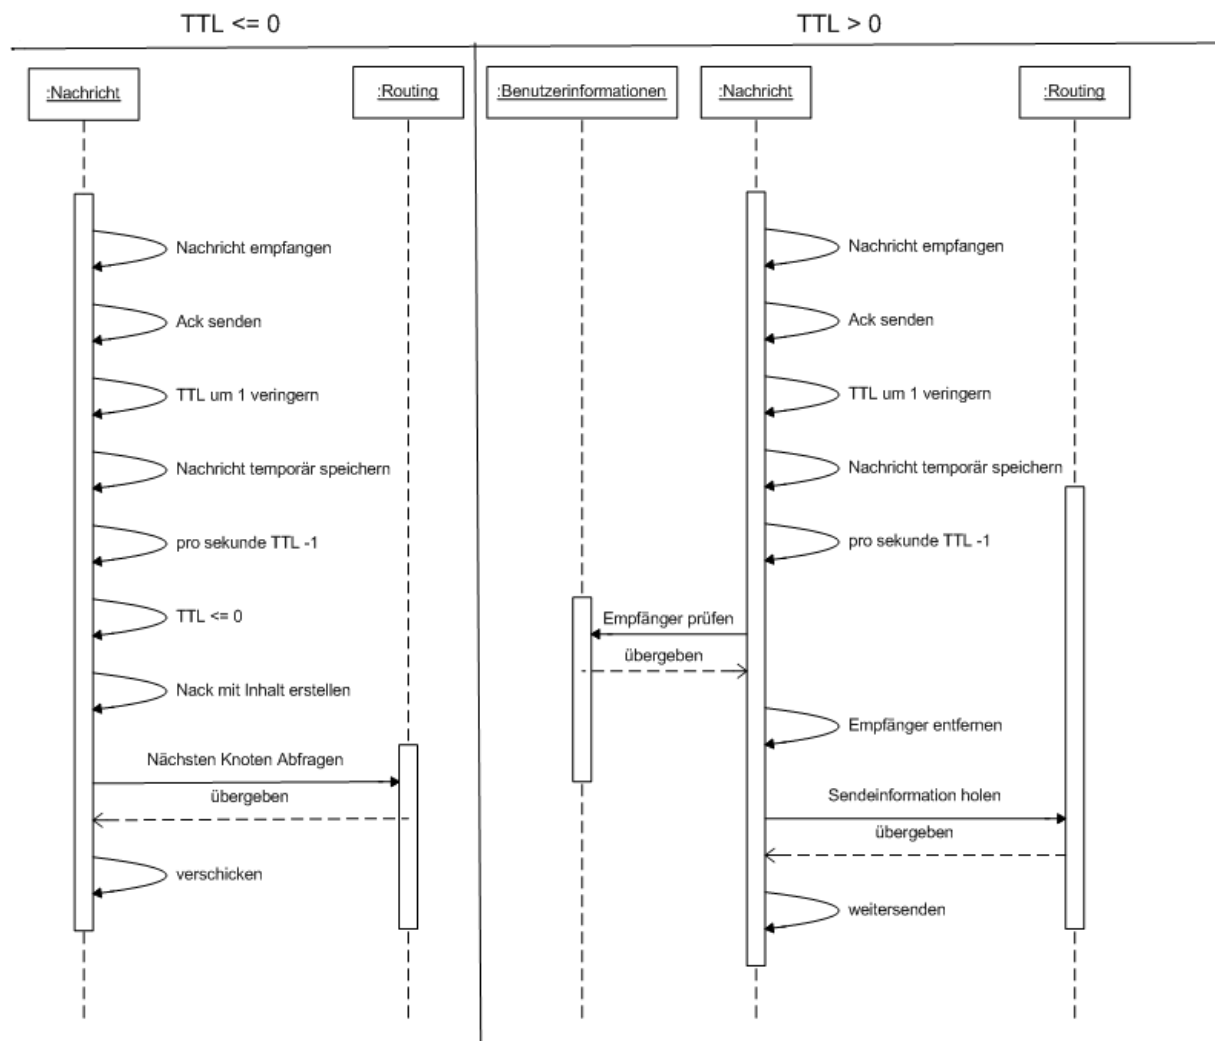 TTL <= 0
TTL > 0
:Nachricht
:Routing
:Benutzerinformationen
:Nachricht
:Routing
Nachricht empfangen
Ack senden
TTL um 1 veringern
Nachricht temporär speichern
pro sekunde TTL -1
TTL <= 0
Nack mit Inhalt erstellen
Nächsten Knoten Abfragen
übergeben
verschicken
Nachricht empfangen
Ack senden
TTL um 1 veringern
Nachricht temporär speichern
pro sekunde TTL -1
Empfänger prüfen
übergeben
Empfänger entfernen
Sendeinformation holen
übergeben
weitersenden